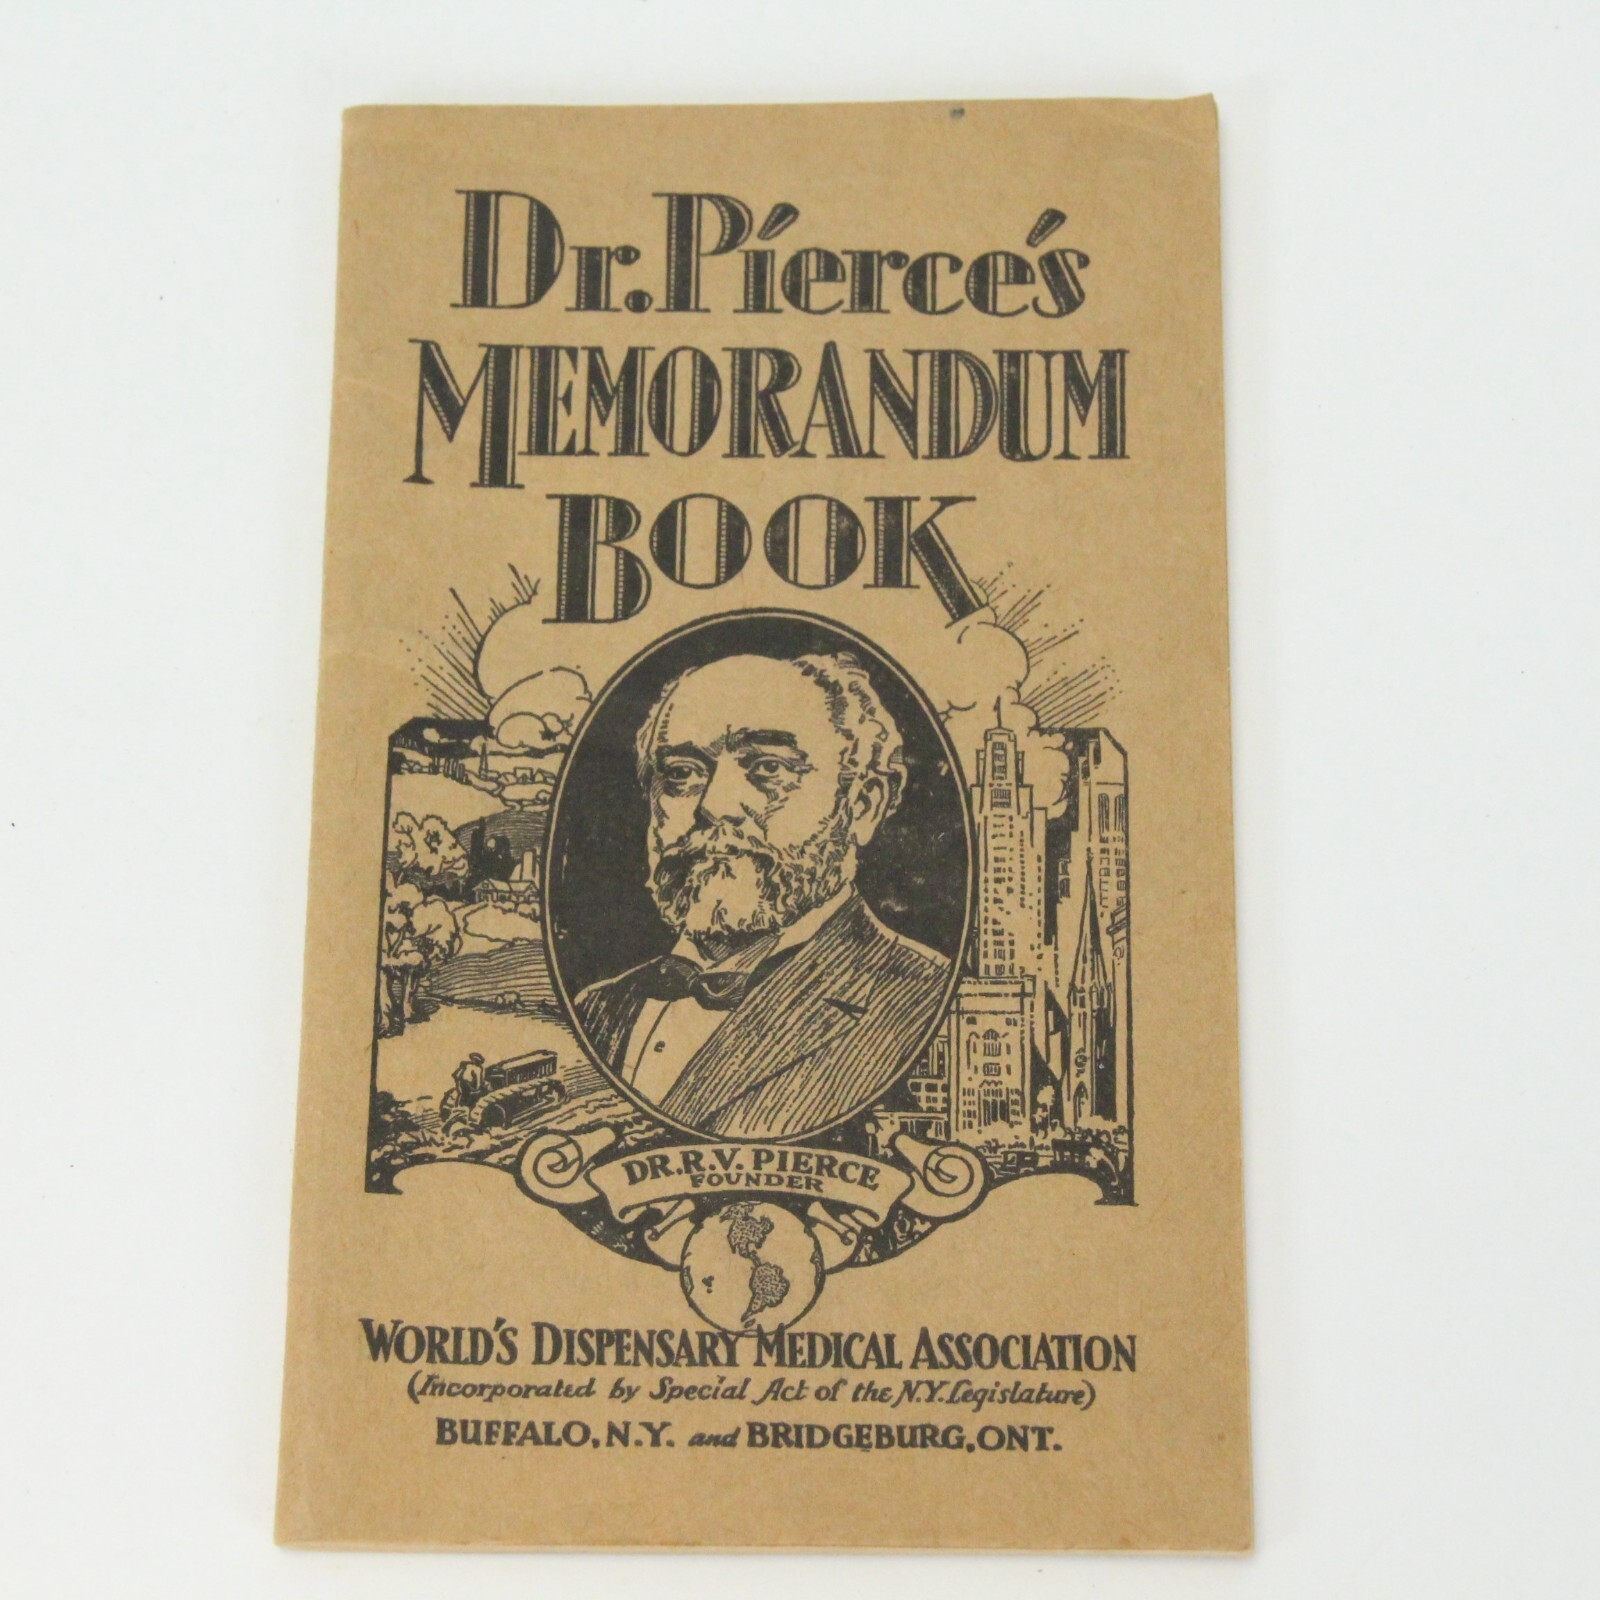 Dr. Pierce's
MEMORANDUM
BOOK
DR. R. V. PIERCE
FOUNDER
WORLD'S DISPENSARY MEDICAL ASSOCIATION
(Incorporated by Special Act of the N.Y. Legislature)
BUFFALO, N.Y. and BRIDGEBURG, ONT.